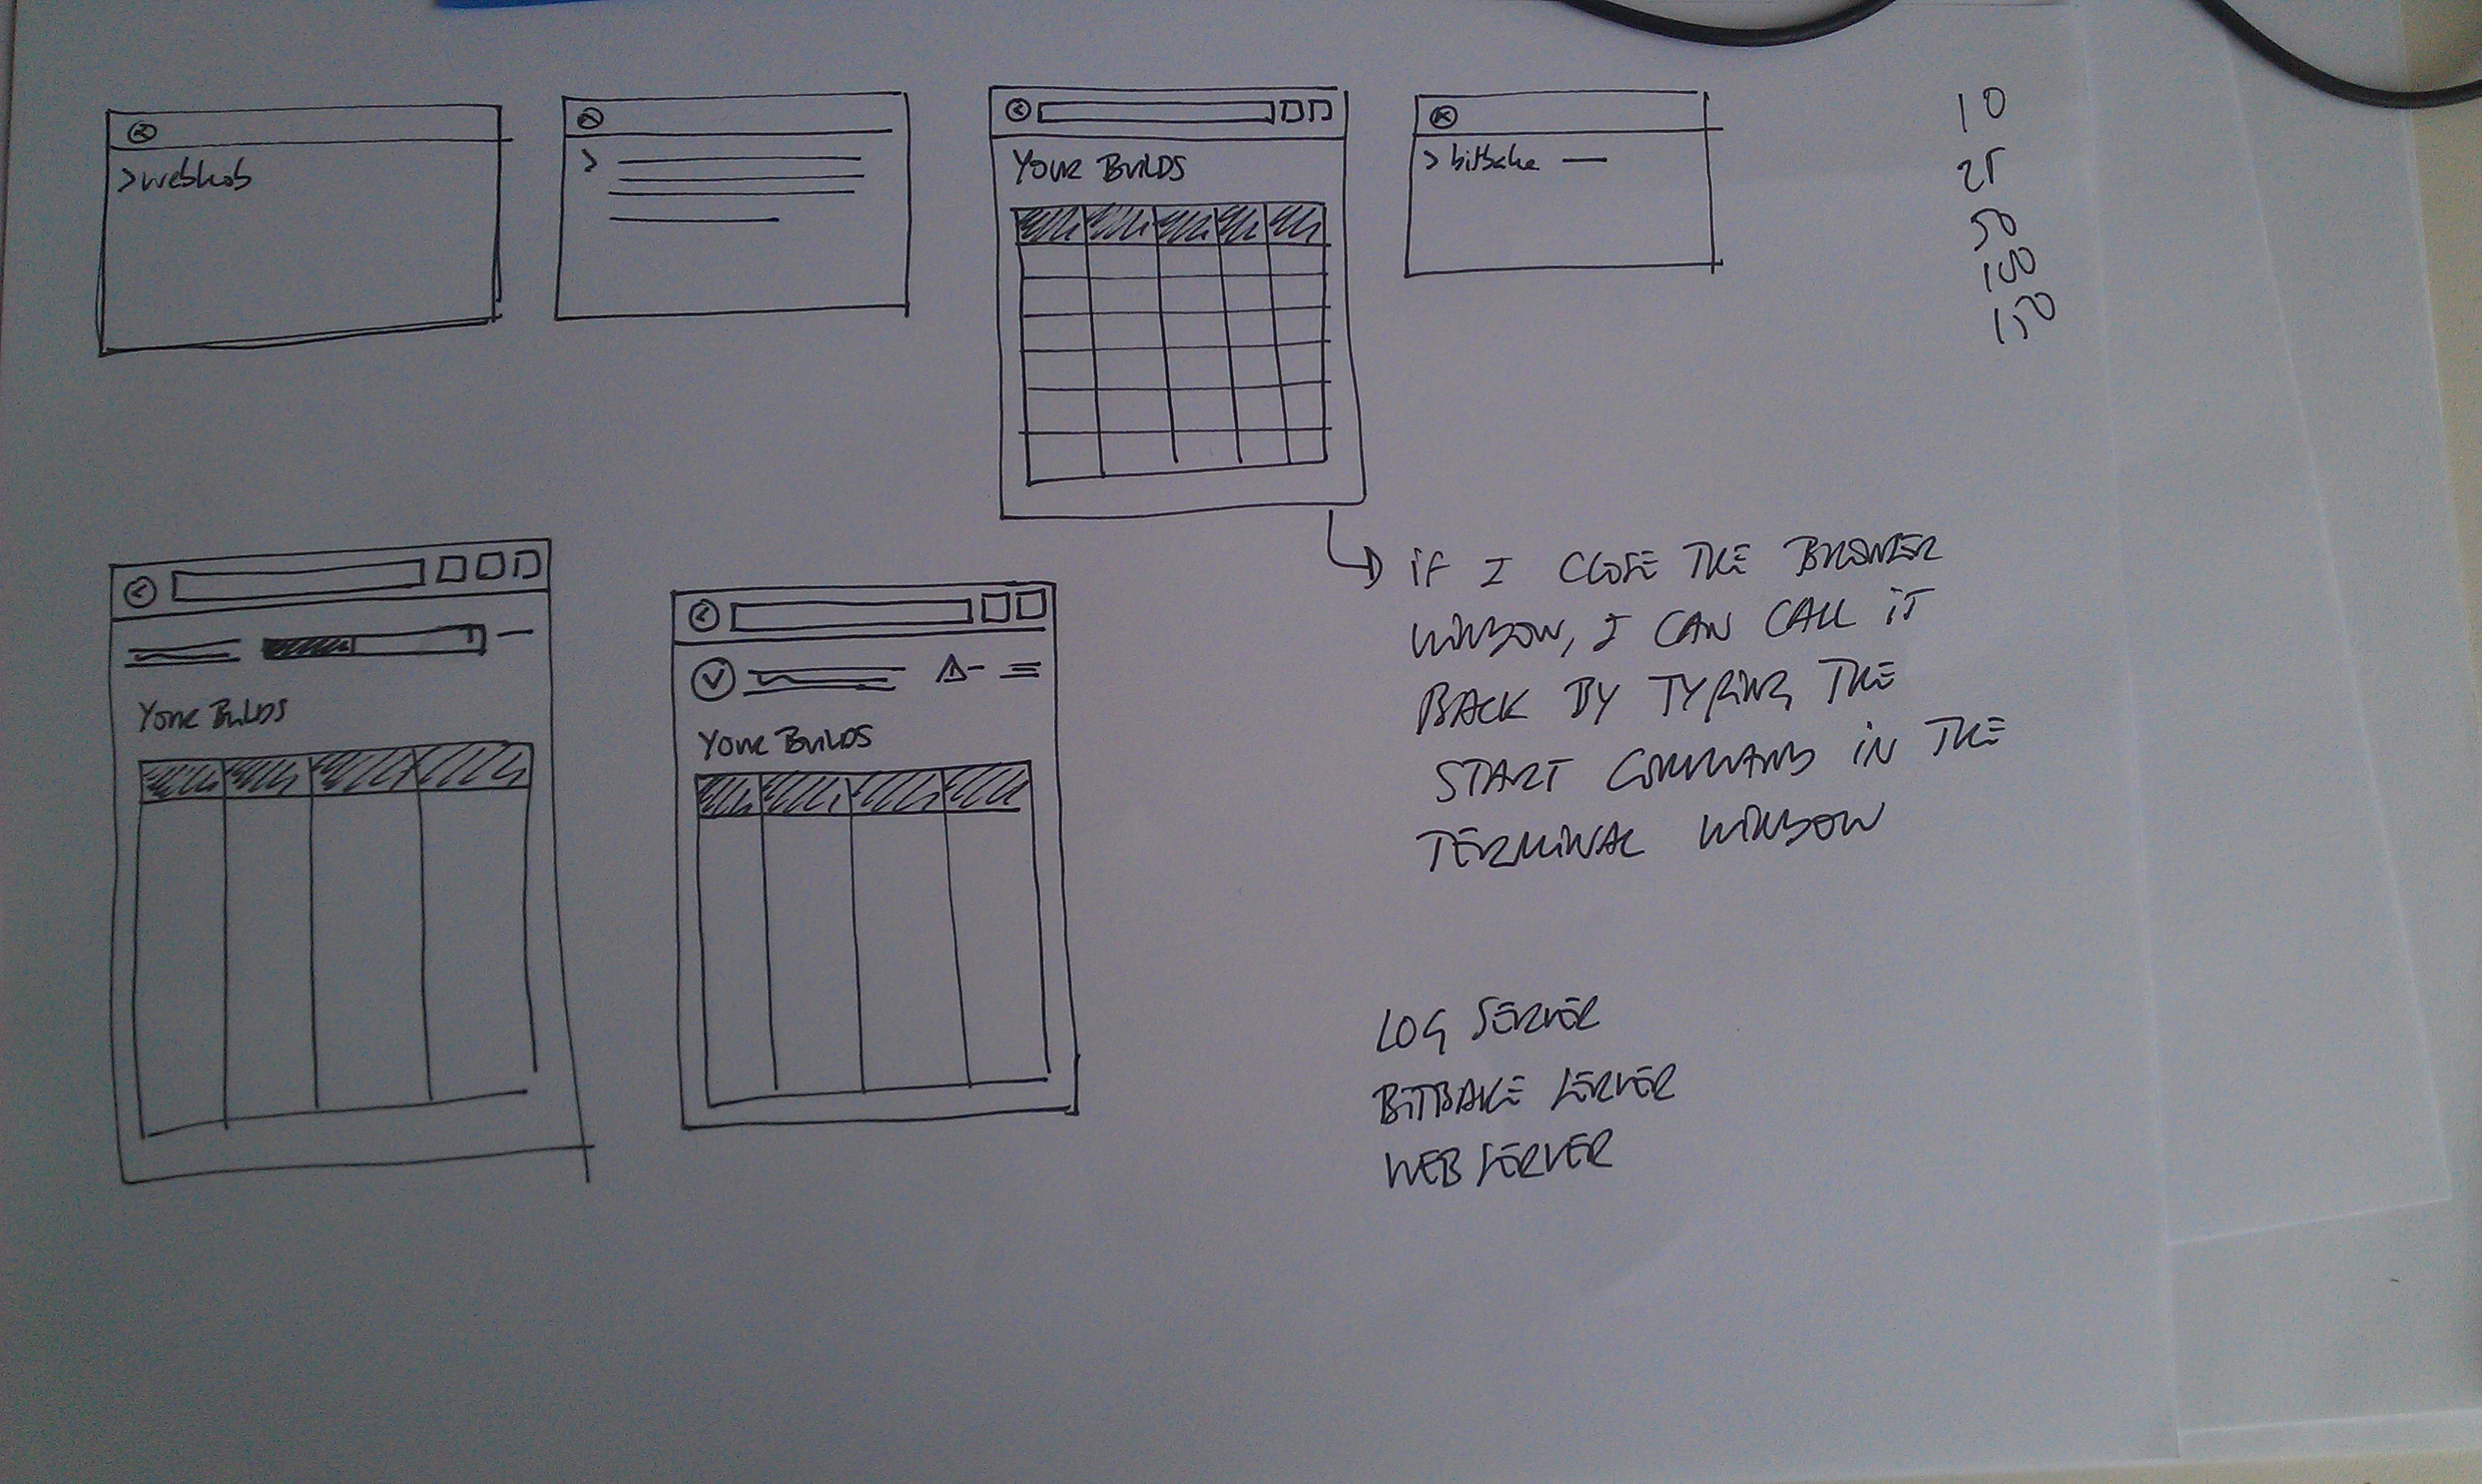 >webhob
>
YOUR BUILDS
> bitbake —
10
25
50
100
150
IF I CLOSE THE BROWSER
WINDOW, I CAN CALL IT
BACK BY TYPING THE
START COMMAND IN THE
TERMINAL WINDOW
YOUR BUILDS
YOUR BUILDS
LOG SERVER
BITBAKE SERVER
WEB SERVER